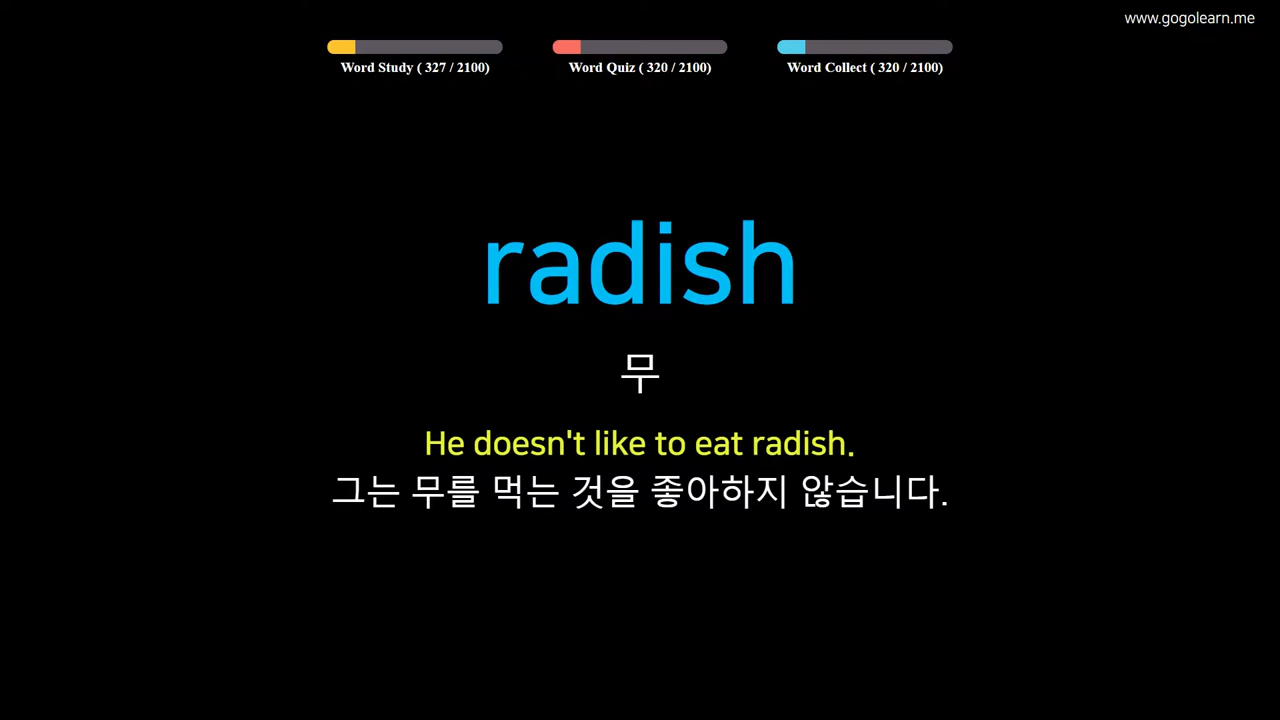 www.gogolearn.me
Word Study ( 327 / 2100)
Word Quiz ( 320 / 2100)
Word Collect ( 320 / 2100)
radish
무
He doesn't like to eat radish.
그는 무를 먹는 것을 좋아하지 않습니다.